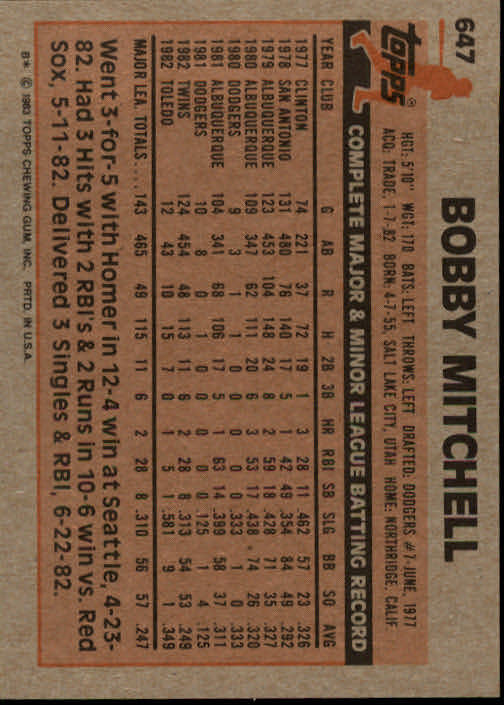 647
BOBBY MITCHELL
topps®
HGT: 5'10" WGT: 170 BATS: LEFT THROWS: LEFT DRAFTED: DODGERS #7-JUNE, 1977
ACQ: TRADE, 1-7-82 BORN: 4-7-55, SALT LAKE CITY, UTAH HOME: NORTHRIDGE, CALIF.
COMPLETE MAJOR & MINOR LEAGUE BATTING RECORD
YEAR CLUB G AB R H 2B 3B HR RBI SB SLG BB SO AVG
1977 CLINTON 74 221 37 72 19 1 3 28 11 .462 57 23 .326
1978 SAN ANTONIO 131 480 76 140 17 5 1 42 49 .354 84 49 .292
1979 ALBUQUERQUE 123 453 104 148 24 8 2 59 18 .428 71 35 .327
1980 ALBUQUERQUE 109 347 62 111 20 6 3 53 17 .438 74 26 .320
1980 DODGERS 9 3 1 1 0 0 0 0 0 .333 1 0 .333
1981 ALBUQUERQUE 104 341 68 106 17 5 1 63 14 .399 58 37 .311
1981 DODGERS 10 8 0 1 0 0 0 0 0 .125 1 4 .125
1982 TWINS 124 454 48 113 11 6 2 28 8 .313 54 53 .249
1982 TOLEDO 12 43 10 15 7 0 1 5 1 .581 9 1 .349
MAJOR LEA. TOTALS.... 143 465 49 115 11 6 2 28 8 .310 56 57 .247
Went 3-for-5 with Homer in 12-4 win at Seattle, 4-23-
82. Had 3 Hits with 2 RBI's & 2 Runs in 10-6 win vs. Red
Sox, 5-11-82. Delivered 3 Singles & RBI, 6-22-82.
B* © 1983 TOPPS CHEWING GUM, INC. PRTD. IN U.S.A.